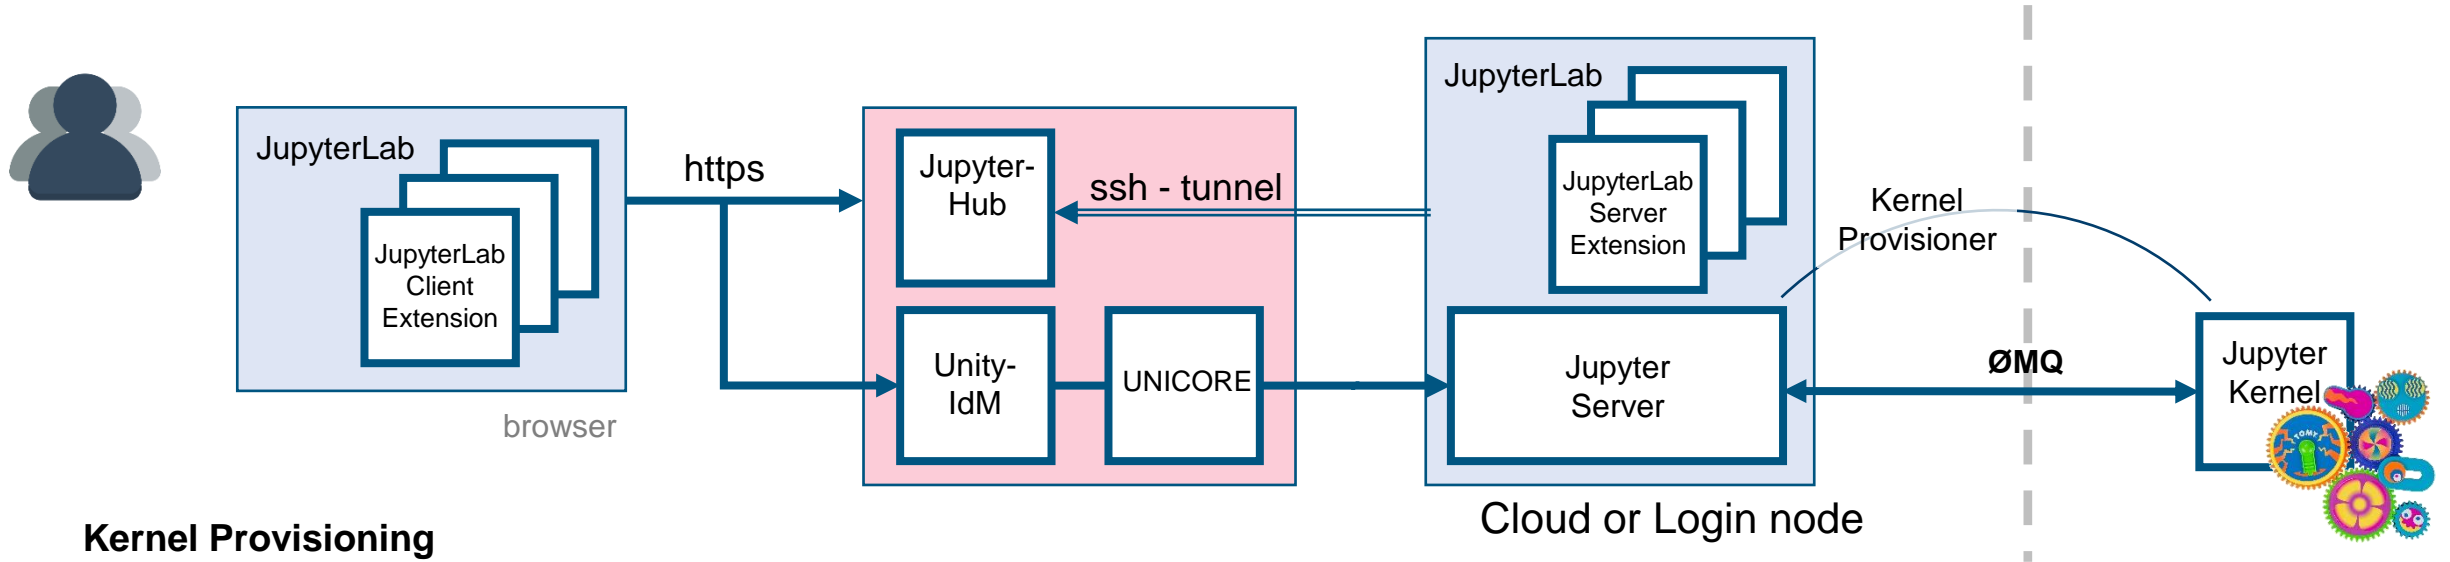 JupyterLab
JupyterLab
Client
Extension
browser
https
Jupyter-
Hub
ssh - tunnel
Unity-
IdM
UNICORE
JupyterLab
JupyterLab
Server
Extension
Jupyter
Server
Cloud or Login node
Kernel
Provisioner
ØMQ
Jupyter
Kernel
TOMY
Kernel Provisioning